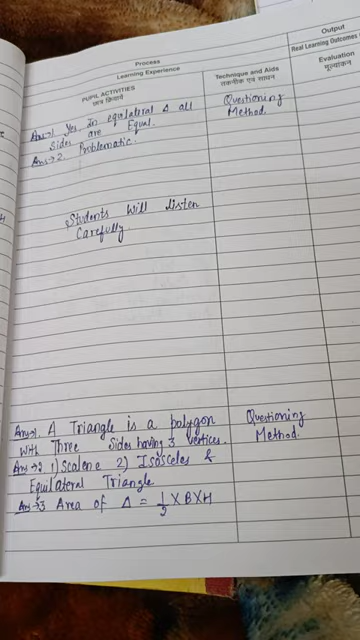 Process
Output
Learning Experience
Real Learning Outcomes
PUPIL ACTIVITIES
छात्र क्रियायें
Technique and Aids
तकनीक एवं साधन
Evaluation
मूल्यांकन
Ans→1 Yes, In equilateral Δ all
sides are Equal.
Ans→2. Problematic.
Questioning
Method.
Students Will listen
Carefully.
Ans→1. A Triangle is a polygon
with Three Sides having 3 vertices.
Ans→2 1) Scalene 2) Isosceles &
Equilateral Triangle
Ans→3 Area of Δ = 1/2 X B X H
Questioning
Method.